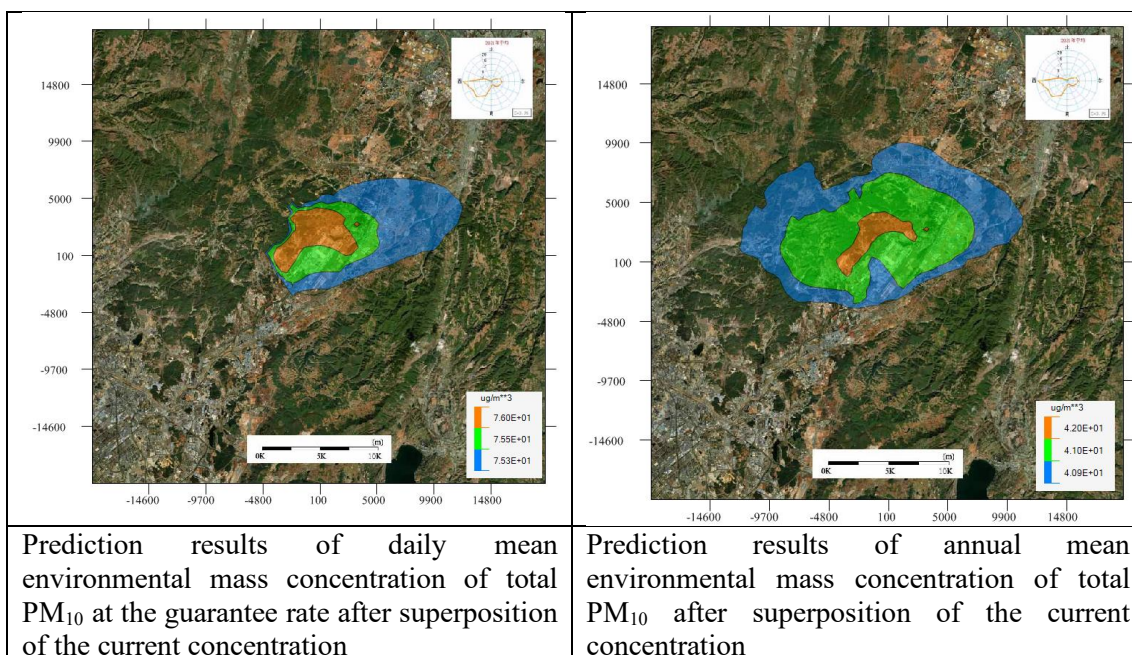 14800
9900
5000
100
-4800
-9700
-14600
北
西
ug/m**3
7.60E+01
7.55E+01
7.53E+01
(m)
0K 5K 10K
-14600 -9700 -4800 100 5000 9900 14800
14800
9900
5000
100
-4800
-9700
-14600
北
西
ug/m**3
4.20E+01
4.10E+01
4.09E+01
(m)
0K 5K 10K
-14600 -9700 -4800 100 5000 9900 14800
Prediction results of daily mean
environmental mass concentration of total
PM10 at the guarantee rate after superposition
of the current concentration
Prediction results of annual mean
environmental mass concentration of total
PM10 after superposition of the current
concentration